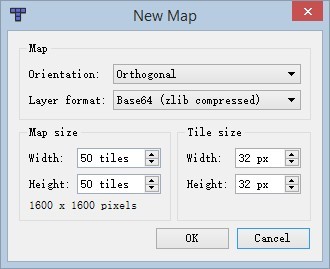 New Map
Map
Orientation: Orthogonal
Layer format: Base64 (zlib compressed)
Map size
Width: 50 tiles
Height: 50 tiles
1600 x 1600 pixels
Tile size
Width: 32 px
Height: 32 px
OK
Cancel